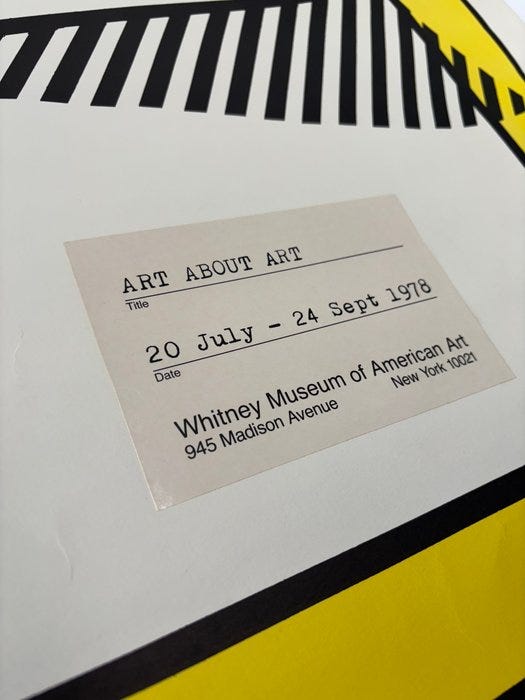 ART ABOUT ART
Title
20 July - 24 Sept 1978
Date
Whitney Museum of American Art
945 Madison Avenue New York 10021